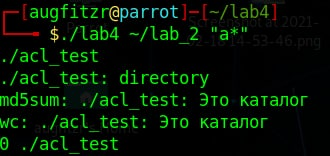 [augfitzr@parrot]-[~/lab4]
$./lab4 ~/lab_2 "a*"
./acl_test
./acl_test: directory
md5sum: ./acl_test: Это каталог
wc: ./acl_test: Это каталог
0 ./acl_test